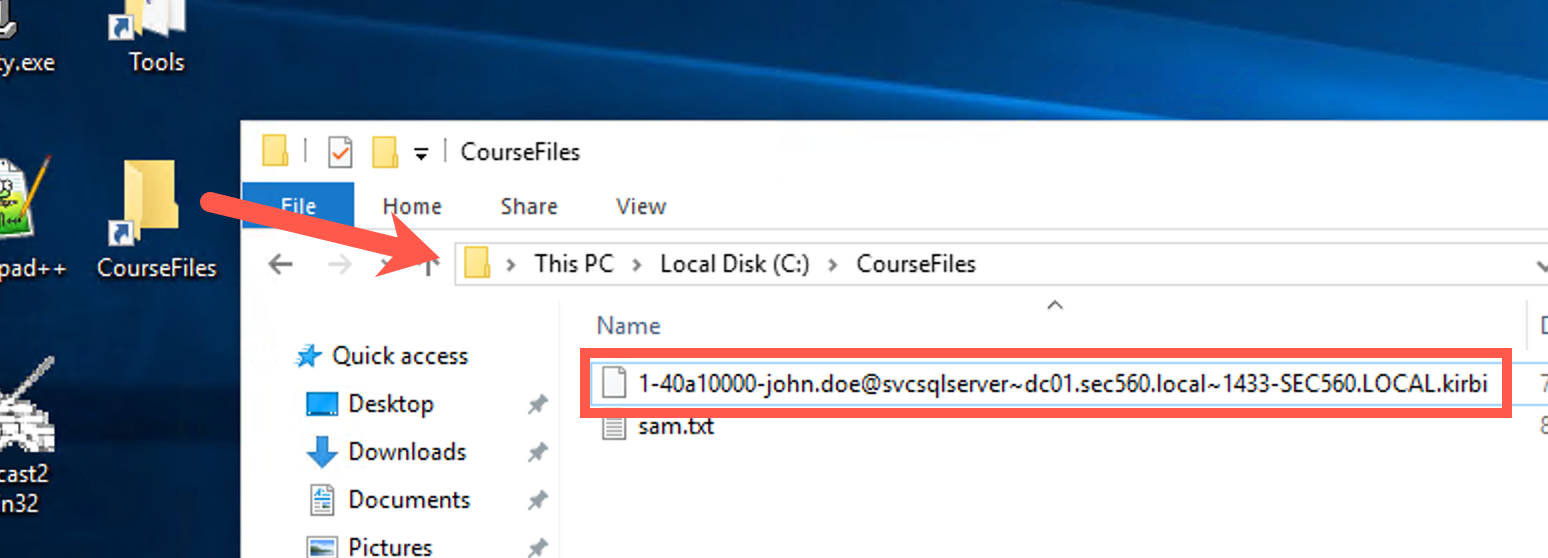 ty.exe
Tools
CourseFiles
File
Home
Share
View
pad++
CourseFiles
This PC > Local Disk (C:) > CourseFiles
Name
Quick access
1-40a10000-john.doe@svcsqlserver~dc01.sec560.local~1433-SEC560.LOCAL.kirbi
Desktop
sam.txt
Downloads
cast2
n32
Documents
Pictures